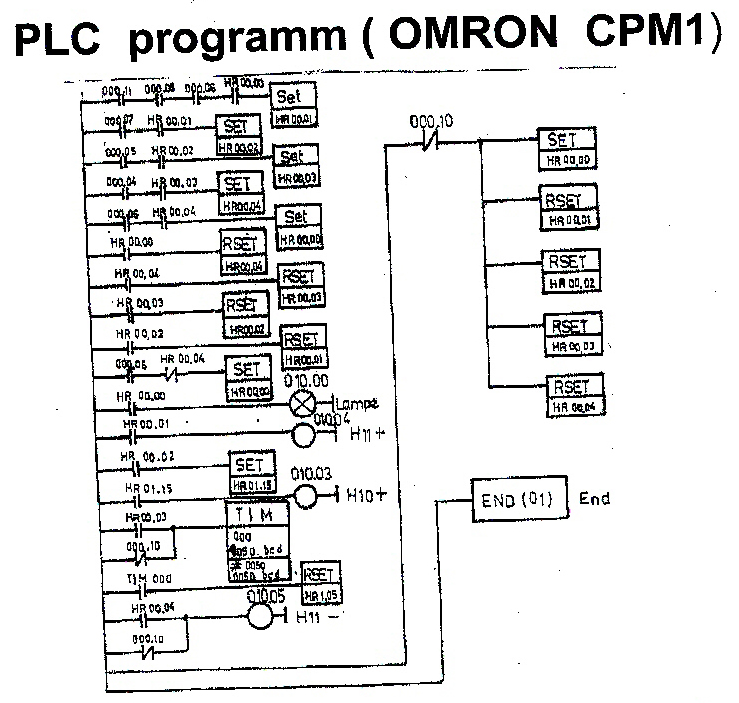 PLC programm ( OMRON CPM1)
000.11 000.08 000.06 HR 00.00
Set
HR 00.01
000.07 HR 00.01
SET
HR 00.02
000.05 HR 00.02
Set
HR 00.03
000.04 HR 00.03
SET
HR 00.04
000.06 HR 00.04
Set
HR 00.00
HR 00.00
RSET
HR 00.04
HR 00.04
RSET
HR 00.03
HR 00.03
RSET
HR 00.02
HR 00.02
RSET
HR 00.01
000.06 HR 00.04
SET
HR 00.00
HR 00.00
010.00
Lampe
HR 00.01
010.04
H11+
HR 00.02
SET
HR 01.15
HR 01.15
010.03
H10+
HR 00.03
TIM
000
0050 bcd
# 0050
0050 bcd
000.10
TIM 000
RSET
HR 1,05
HR 00.04
010.05
H11 -
000.10
000.10
SET
HR 00.00
RSET
HR 00.01
RSET
HR 00.02
RSET
HR 00.03
RSET
HR 00.04
END (01) End